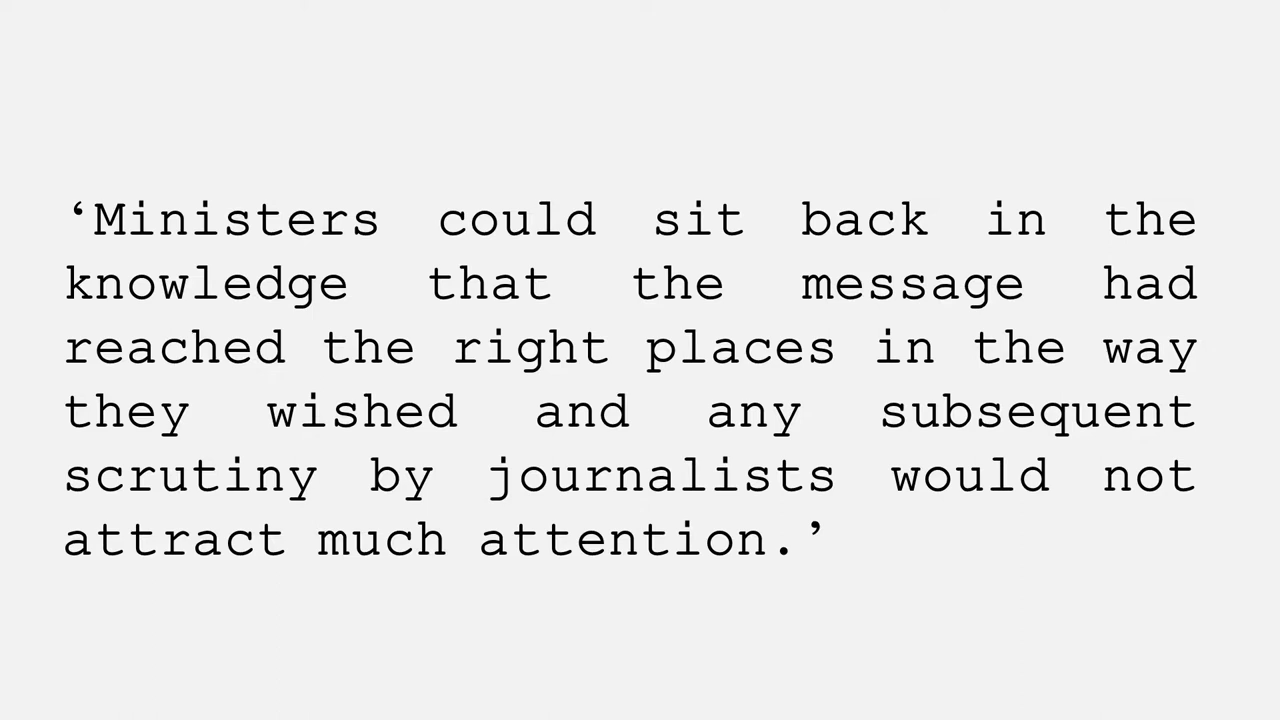 ‘Ministers could sit back in the
knowledge that the message had
reached the right places in the way
they wished and any subsequent
scrutiny by journalists would not
attract much attention.’